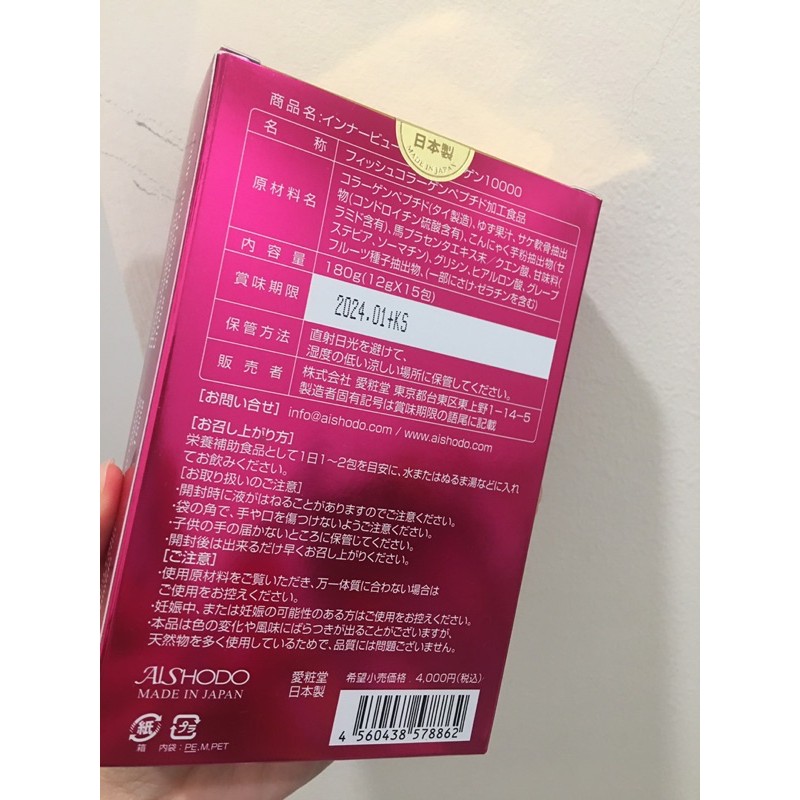 商品名:インナービュー
ゲン10000
日本製
MADE IN JAPAN
名称 フィッシュコラーゲンペプチド加工食品
原材料名 コラーゲンペプチド(タイ製造)、ゆず果汁、サケ軟骨抽出
物(コンドロイチン硫酸含有)、こんにゃく芋粉抽出物(セ
ラミド含有)、馬プラセンタエキス末/クエン酸、甘味料(
ステビア、ソーマチン)、グリシン、ヒアルロン酸、グレープ
フルーツ種子抽出物、(一部にさけ・ゼラチンを含む)
内容量 180g(12g×15包)
賞味期限 2024.01+KS
保管方法 直射日光を避けて、
湿度の低い涼しい場所に保管してください。
販売者 株式会社 愛粧堂 東京都台東区東上野1-14-5
製造者固有記号は賞味期限の語尾に記載
[お問い合せ] info@aishodo.com / www.aishodo.com
[お召し上がり方]
栄養補助食品として1日1〜2包を目安に、水またはぬるま湯などに入れ
てお飲みください。
[お取り扱いのご注意]
・開封時に液がはねることがありますのでご注意ください。
・袋の角で、手や口を傷つけないようご注意ください。
・子供の手の届かないところに保管してください。
・開封後は出来るだけ早くお召し上がりください。
[ご注意]
・使用原材料をご覧いただき、万一体質に合わない場合は
ご使用をお控えください。
・妊娠中、または妊娠の可能性のある方はご使用をお控えください。
・本品は色の変化や風味にばらつきが出ることがございますが、
天然物を多く使用しているためで、品質には問題ございません。
AISHODO
MADE IN JAPAN
愛粧堂
日本製
希望小売価格:4,000円(税込)
4 560438 578862
紙
箱
プラ
内袋:PE,M,PET